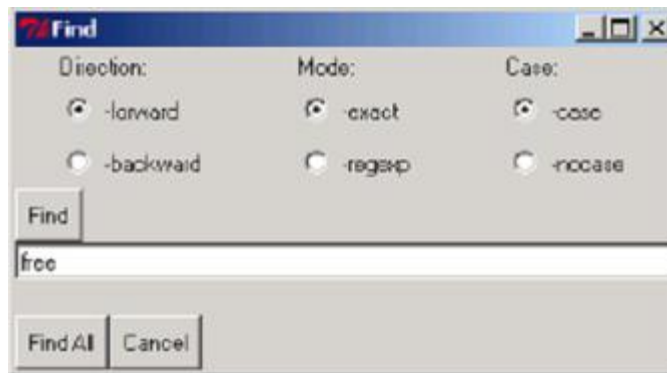 Find
Direction: Mode: Case:
-forward -exact -case
-backward -regexp -nocase
Find
free
Find All Cancel